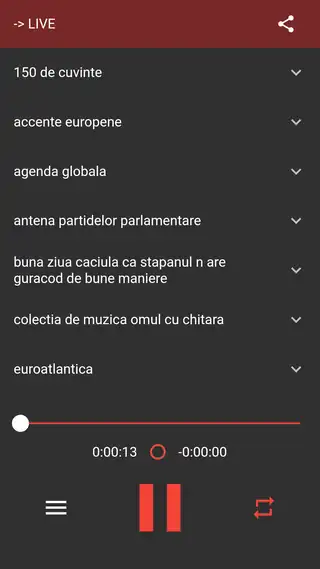 -> LIVE
150 de cuvinte
accente europene
agenda globala
antena partidelor parlamentare
buna ziua caciula ca stapanul n are
guracod de bune maniere
colectia de muzica omul cu chitara
euroatlantica
0:00:13 -0:00:00